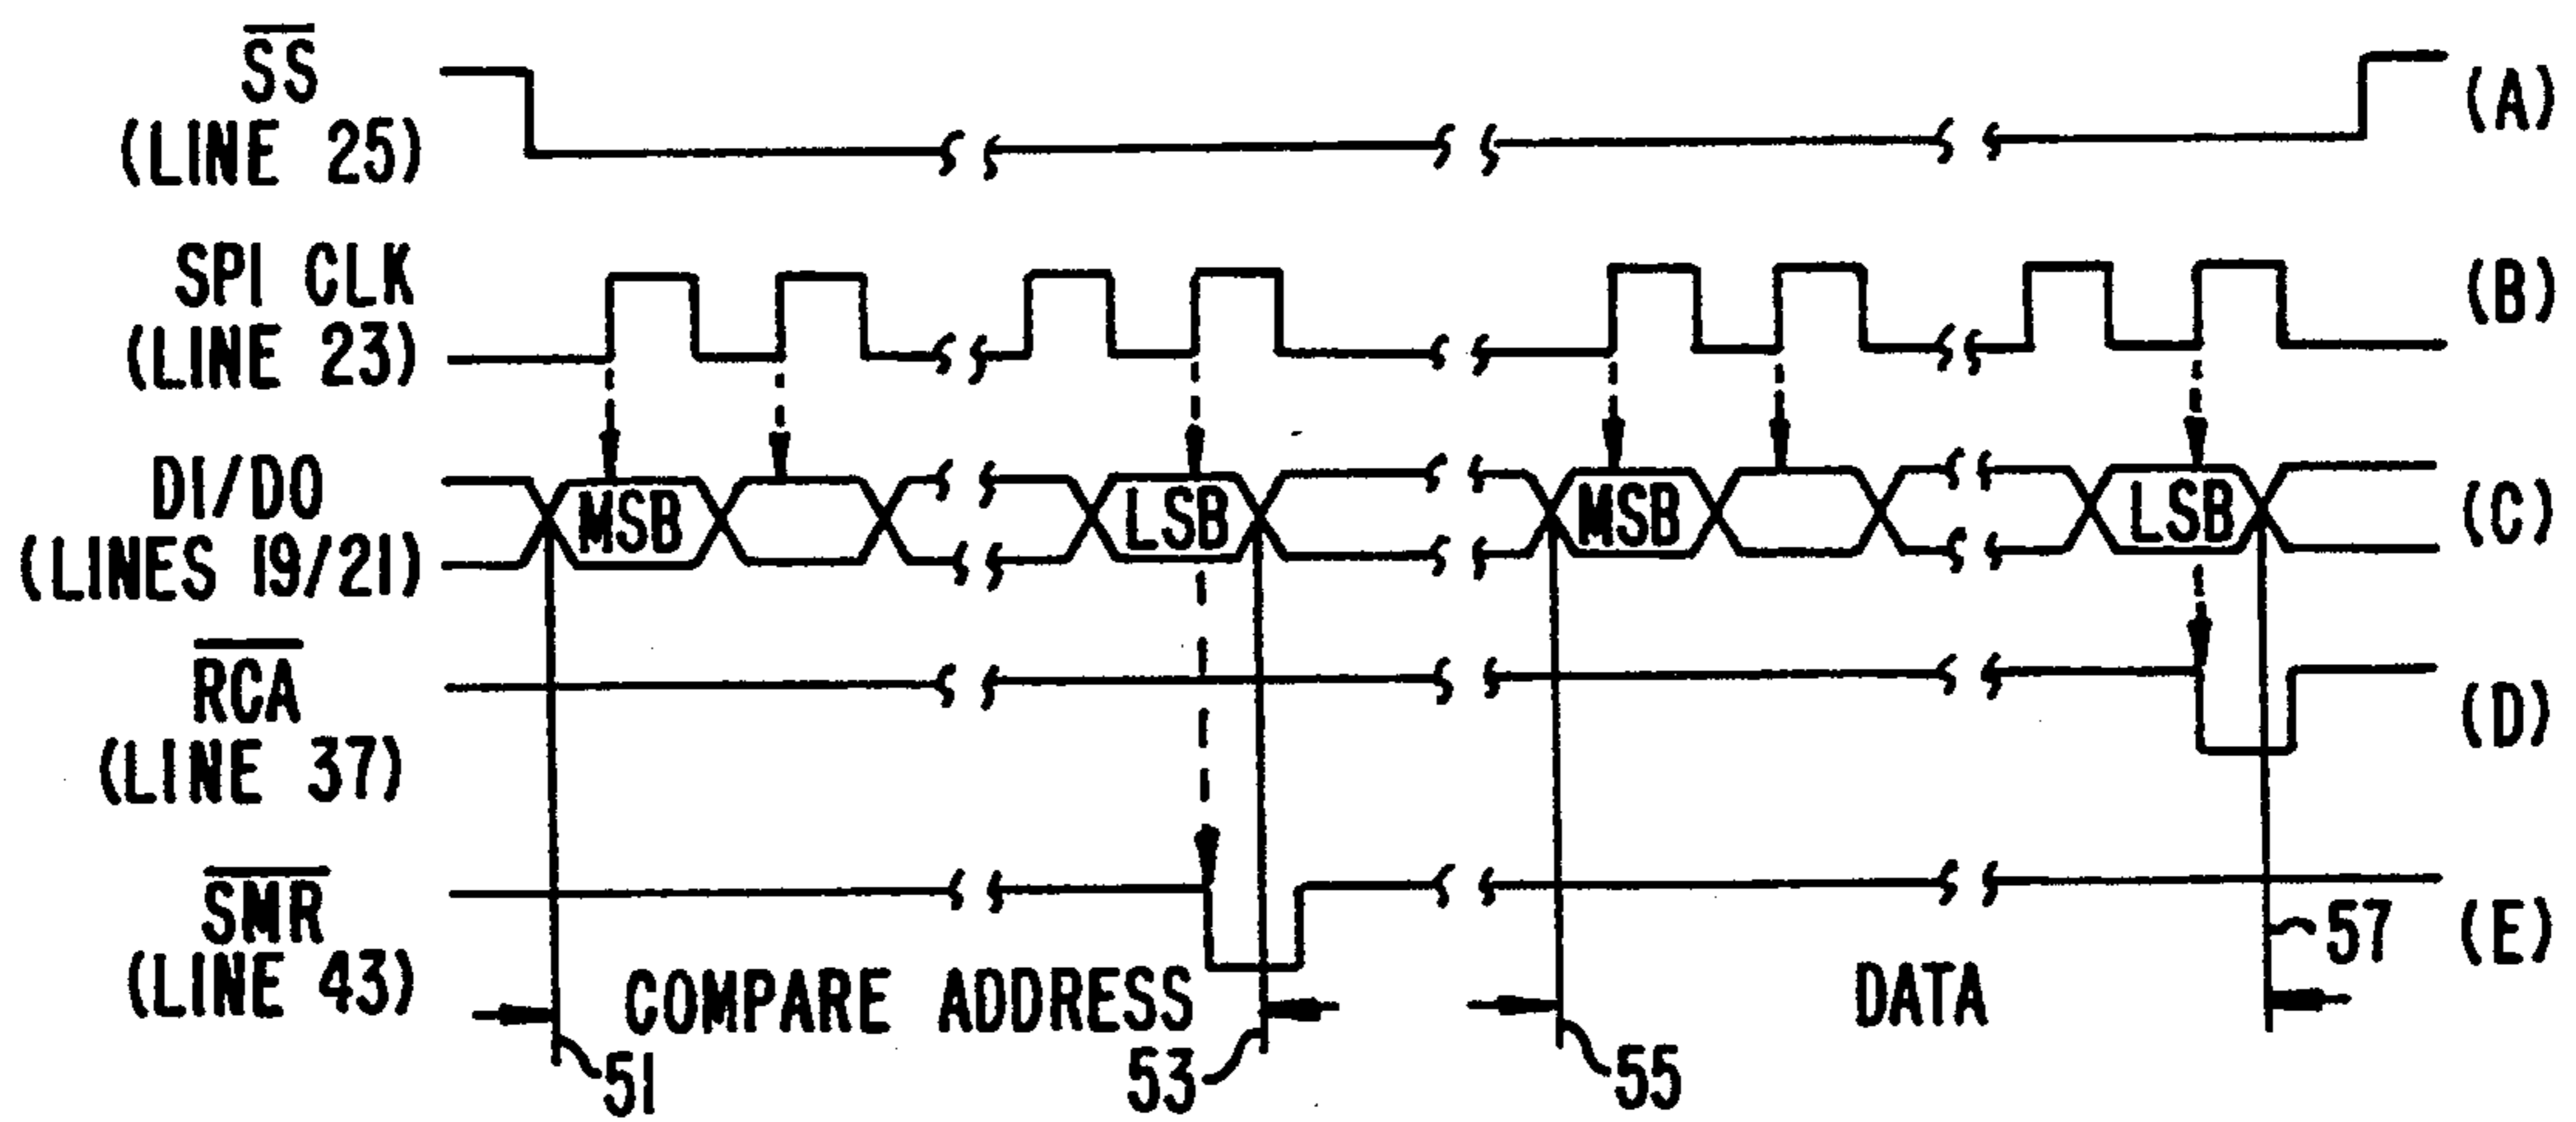 SS
(LINE 25)
(A)
SPI CLK
(LINE 23)
(B)
DI/DO
(LINES 19/21)
MSB
LSB
MSB
LSB
(C)
RCA
(LINE 37)
(D)
SMR
(LINE 43)
(E)
COMPARE ADDRESS
DATA
51
53
55
57